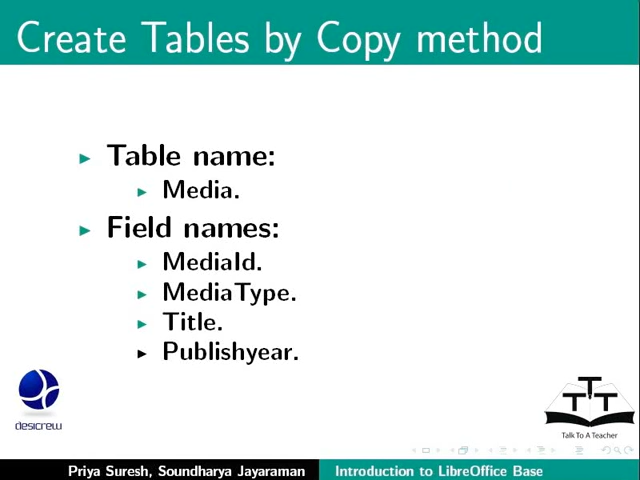 Create Tables by Copy method
Table name:
Media.
Field names:
MediaId.
MediaType.
Title.
Publishyear.
desicrew
T T T
Talk To A Teacher
Priya Suresh, Soundharya Jayaraman Introduction to LibreOffice Base